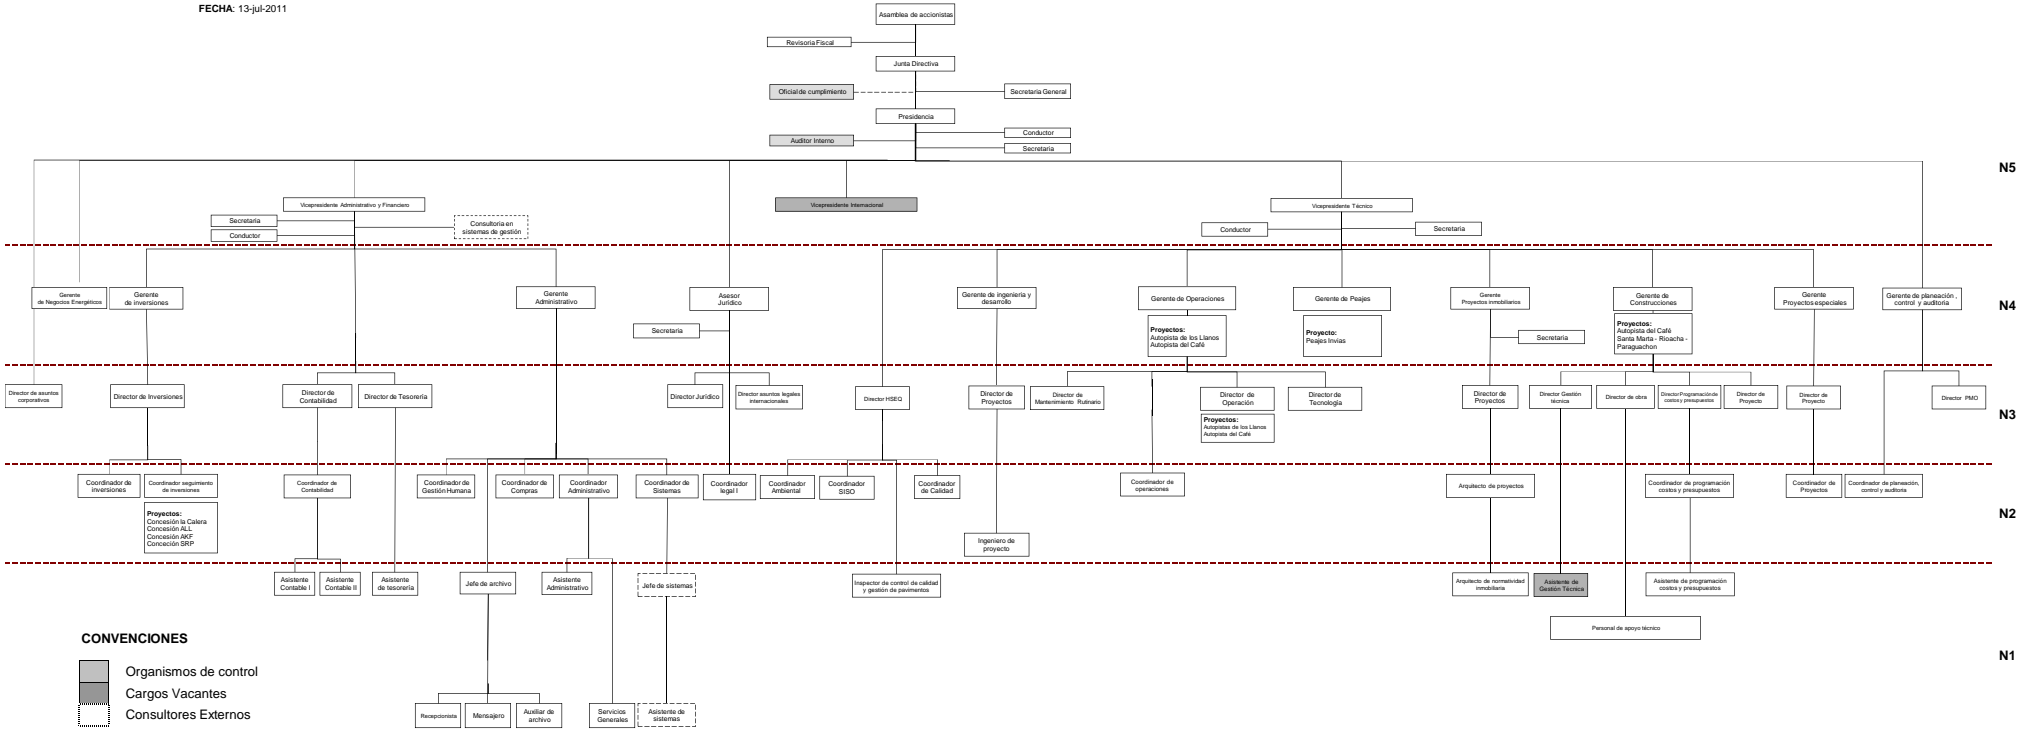 FECHA: 13-jul-2011
Asamblea de accionistas
Revisoria Fiscal
Junta Directiva
Oficial de cumplimiento
Secretaria General
Presidencia
Conductor
Auditor Interno
Secretaria
N5
Vicepresidente Administrativo y Financiero
Vicepresidente Internacional
Vicepresidente Técnico
Secretaria
Consultoria en
sistemas de gestión
Conductor
Conductor
Secretaria
Gerente
de Negocios Energéticos
Gerente
de inversiones
Gerente
Administrativo
Asesor
Jurídico
Gerente de ingenieria y
desarrollo
Gerente de Operaciones
Gerente de Peajes
Gerente
Proyectos inmobiliarios
Gerente de
Construcciones
Gerente
Proyectos especiales
Gerente de planeación ,
control y auditoria
N4
Secretaria
Proyectos:
Autopista de los Llanos
Autopista del Café
Proyecto:
Peajes Invias
Secretaria
Proyectos:
Autopista del Café
Santa Marta - Rioacha -
Paraguachon
Director de asuntos
corporativos
Director de Inversiones
Director de
Contabilidad
Director de Tesorería
Director Jurídico
Director asuntos legales
internacionales
Director HSEQ
Director de
Proyectos
Director de
Mantenimiento Rutinario
Director de
Operación
Director de
Tecnología
Director de
Proyectos
Director Gestión
técnica
Director de obra
Director Programación de
costos y presupuestos
Director de
Proyecto
Director de
Proyecto
Director PMO
N3
Proyectos:
Autopistas de los Llanos
Autopista del Café
Coordinador de
inversiones
Coordinador seguimiento
de inversiones
Coordinador de
Contabilidad
Coordinador de
Gestión Humana
Coordinador de
Compras
Coordinador
Administrativo
Coordinador de
Sistemas
Coordinador
legal I
Coordinador
Ambiental
Coordinador
SISO
Coordinador
de Calidad
Coordinador de
operaciones
Arquitecto de proyectos
Coordinador de programación
costos y presupuestos
Coordinador de
Proyectos
Coordinador de planeación,
control y auditoria
N2
Proyectos:
Concesión la Calera
Concesión ALL
Concesión AKF
Conceción SRP
Ingeniero de
proyecto
Asistente
Contable I
Asistente
Contable II
Asistente
de tesorería
Jefe de archivo
Asistente
Administrativo
Jefe de sistemas
Inspector de control de calidad
y gestión de pavimentos
Arquitecto de normatividad
inmobiliaria
Asistente de
Gestión Técnica
Asistente de programación
costos y presupuestos
Personal de apoyo técnico
N1
CONVENCIONES
Organismos de control
Cargos Vacantes
Consultores Externos
Recepcionista
Mensajero
Auxiliar de
archivo
Servicios
Generales
Asistente de
sistemas